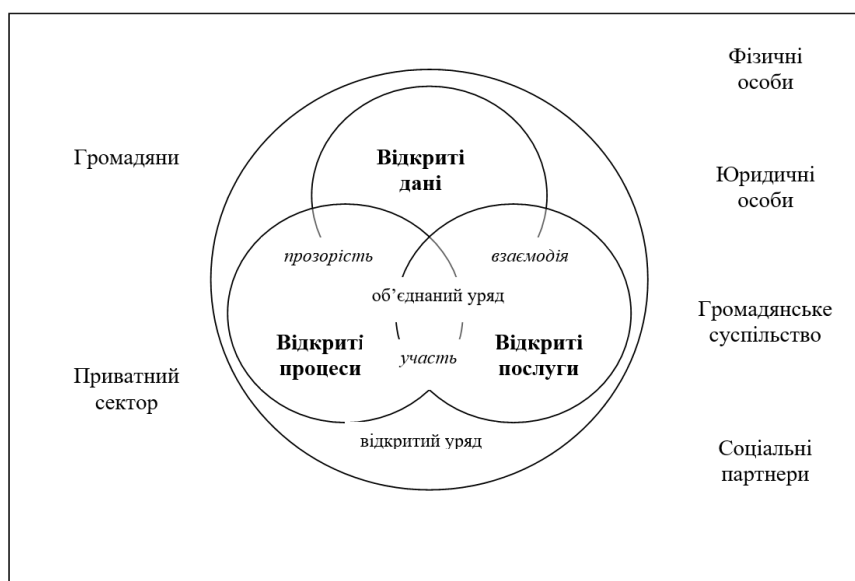 Фізичні
особи
Громадяни
Відкриті
дані
Юридичні
особи
прозорість
взаємодія
об’єднаний уряд
Громадянське
суспільство
Відкриті
процеси
участь
Відкриті
послуги
Приватний
сектор
відкритий уряд
Соціальні
партнери